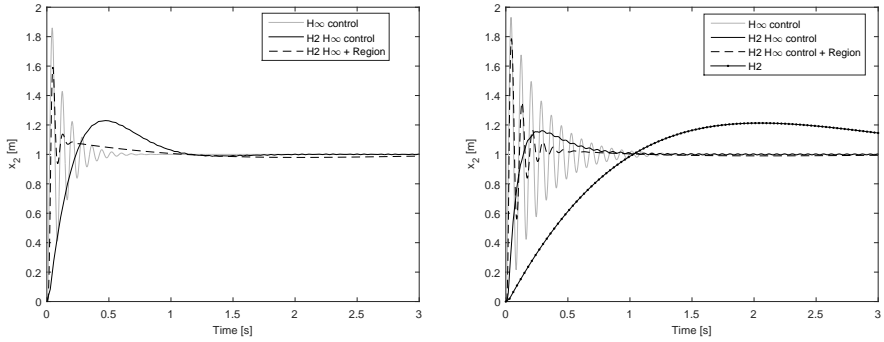 2
1.8
1.6
1.4
1.2
1
0.8
0.6
0.4
0.2
0
x2 [m]
0 0.5 1 1.5 2 2.5 3
Time [s]
H∞ control
H2 H∞ control
H2 H∞ + Region
2
1.8
1.6
1.4
1.2
1
0.8
0.6
0.4
0.2
0
x2 [m]
0 0.5 1 1.5 2 2.5 3
Time [s]
H∞ control
H2 H∞ control
H2 H∞ control + Region
H2